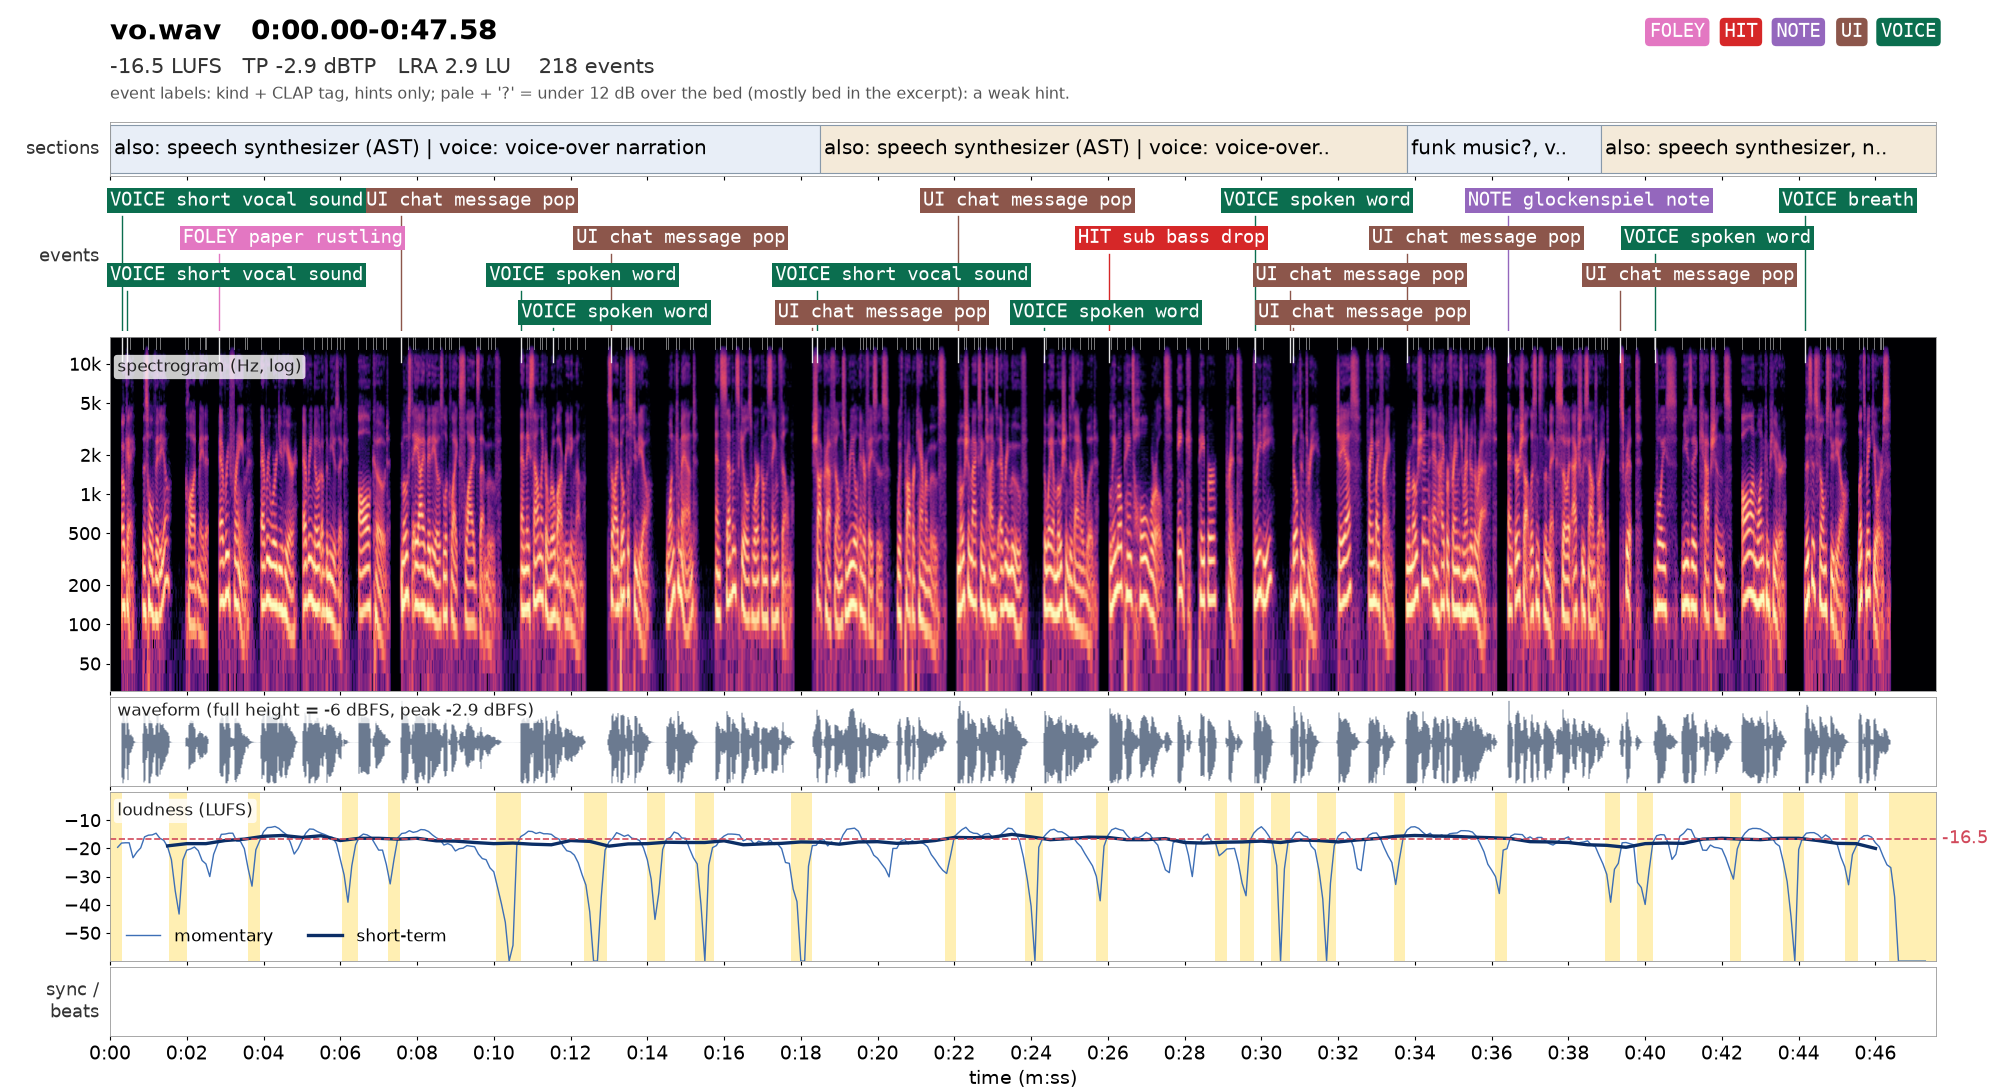 vo.wav   0:00.00-0:47.58
FOLEY HIT NOTE UI VOICE
-16.5 LUFS   TP -2.9 dBTP   LRA 2.9 LU    218 events
event labels: kind + CLAP tag, hints only; pale + '?' = under 12 dB over the bed (mostly bed in the excerpt): a weak hint.
sections
also: speech synthesizer (AST) | voice: voice-over narration
also: speech synthesizer (AST) | voice: voice-over..
funk music?, v..
also: speech synthesizer, n..
events
VOICE short vocal sound
UI chat message pop
UI chat message pop
VOICE spoken word
NOTE glockenspiel note
VOICE breath
FOLEY paper rustling
UI chat message pop
HIT sub bass drop
UI chat message pop
VOICE spoken word
VOICE short vocal sound
VOICE spoken word
VOICE short vocal sound
UI chat message pop
UI chat message pop
VOICE spoken word
UI chat message pop
VOICE spoken word
UI chat message pop
spectrogram (Hz, log)
10k
5k
2k
1k
500
200
100
50
waveform (full height = -6 dBFS, peak -2.9 dBFS)
loudness (LUFS)
−10
−20
−30
−40
−50
-16.5
momentary
short-term
sync /
beats
0:00 0:02 0:04 0:06 0:08 0:10 0:12 0:14 0:16 0:18 0:20 0:22 0:24 0:26 0:28 0:30 0:32 0:34 0:36 0:38 0:40 0:42 0:44 0:46
time (m:ss)